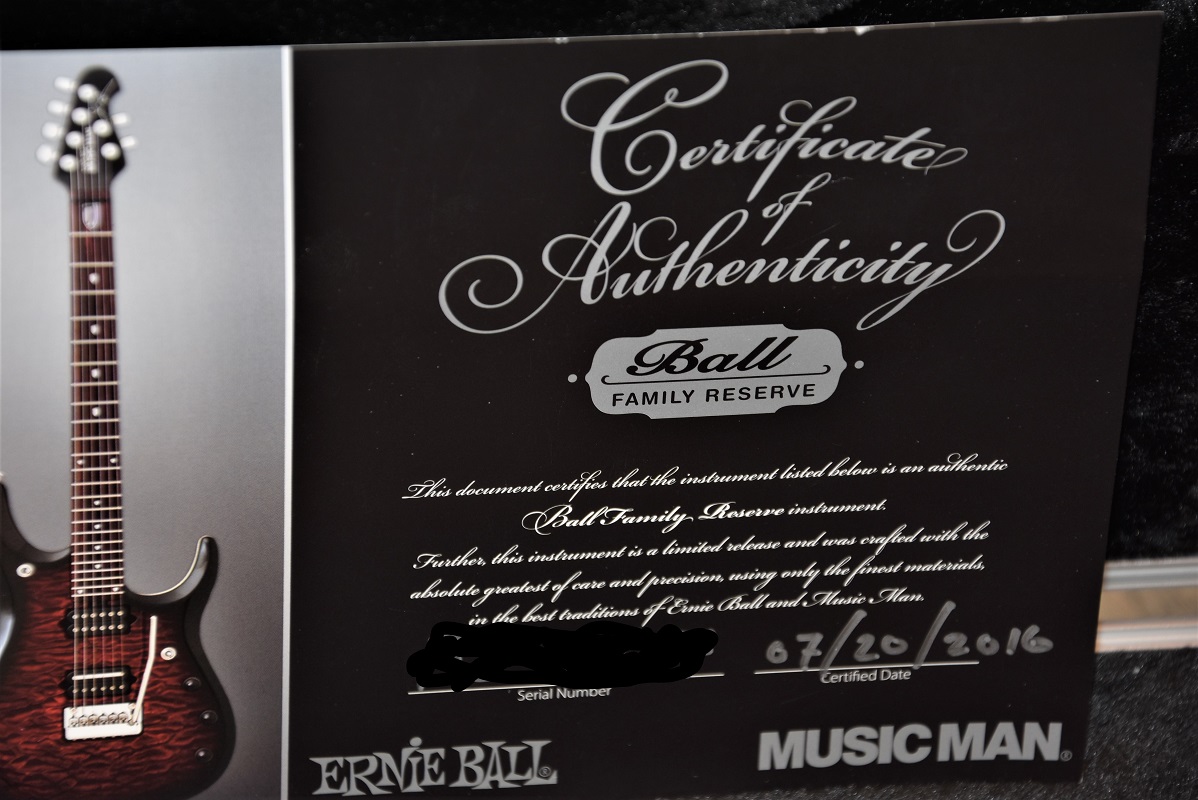 Certificate
of
Authenticity
Ball
FAMILY RESERVE
This document certifies that the instrument listed below is an authentic
Ball Family Reserve instrument.
Further, this instrument is a limited release and was crafted with the
absolute greatest of care and precision, using only the finest materials,
in the best traditions of Ernie Ball and Music Man.
07/20/2016
Serial Number
Certified Date
ERNIE BALL®
MUSIC MAN®